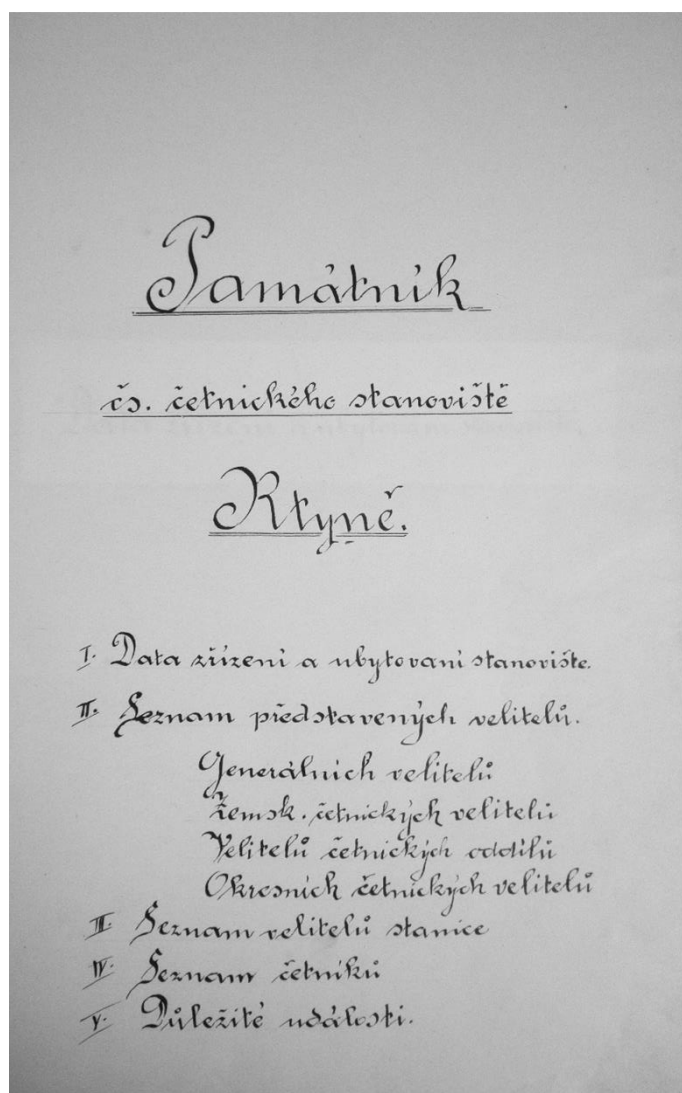 Památník
čs. četnického stanoviště
Rtyně.
I. Data zřízení a ubytovaní stanoviště.
II. Seznam představených velitelů.
Generálních velitelů
Zemsk. četnických velitelů
Velitelů četnických oddílů
Okresních četnických velitelů
III. Seznam velitelů stanice
IV. Seznam četníků
V. Důležité události.